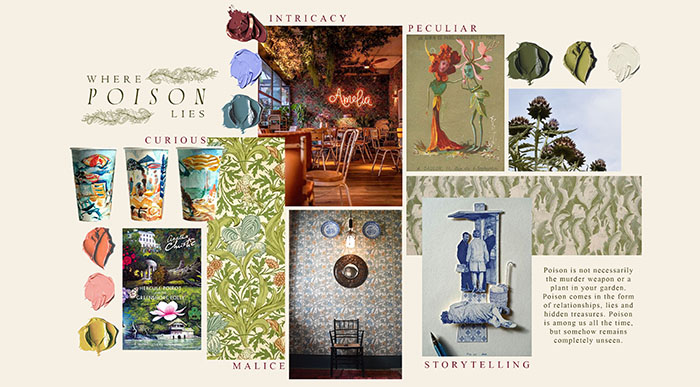 INTRICACY
PECULIAR
WHERE
POISON
LIES
CURIOUS
Amelia
Agatha
Christie
HERCULE POIROT
MALICE
STORYTELLING
Poison is not necessarily
the murder weapon or a
plant in your garden.
Poison comes in the form
of relationships, lies and
hidden treasures. Poison
is among us all the time,
but somehow remains
completely unseen.